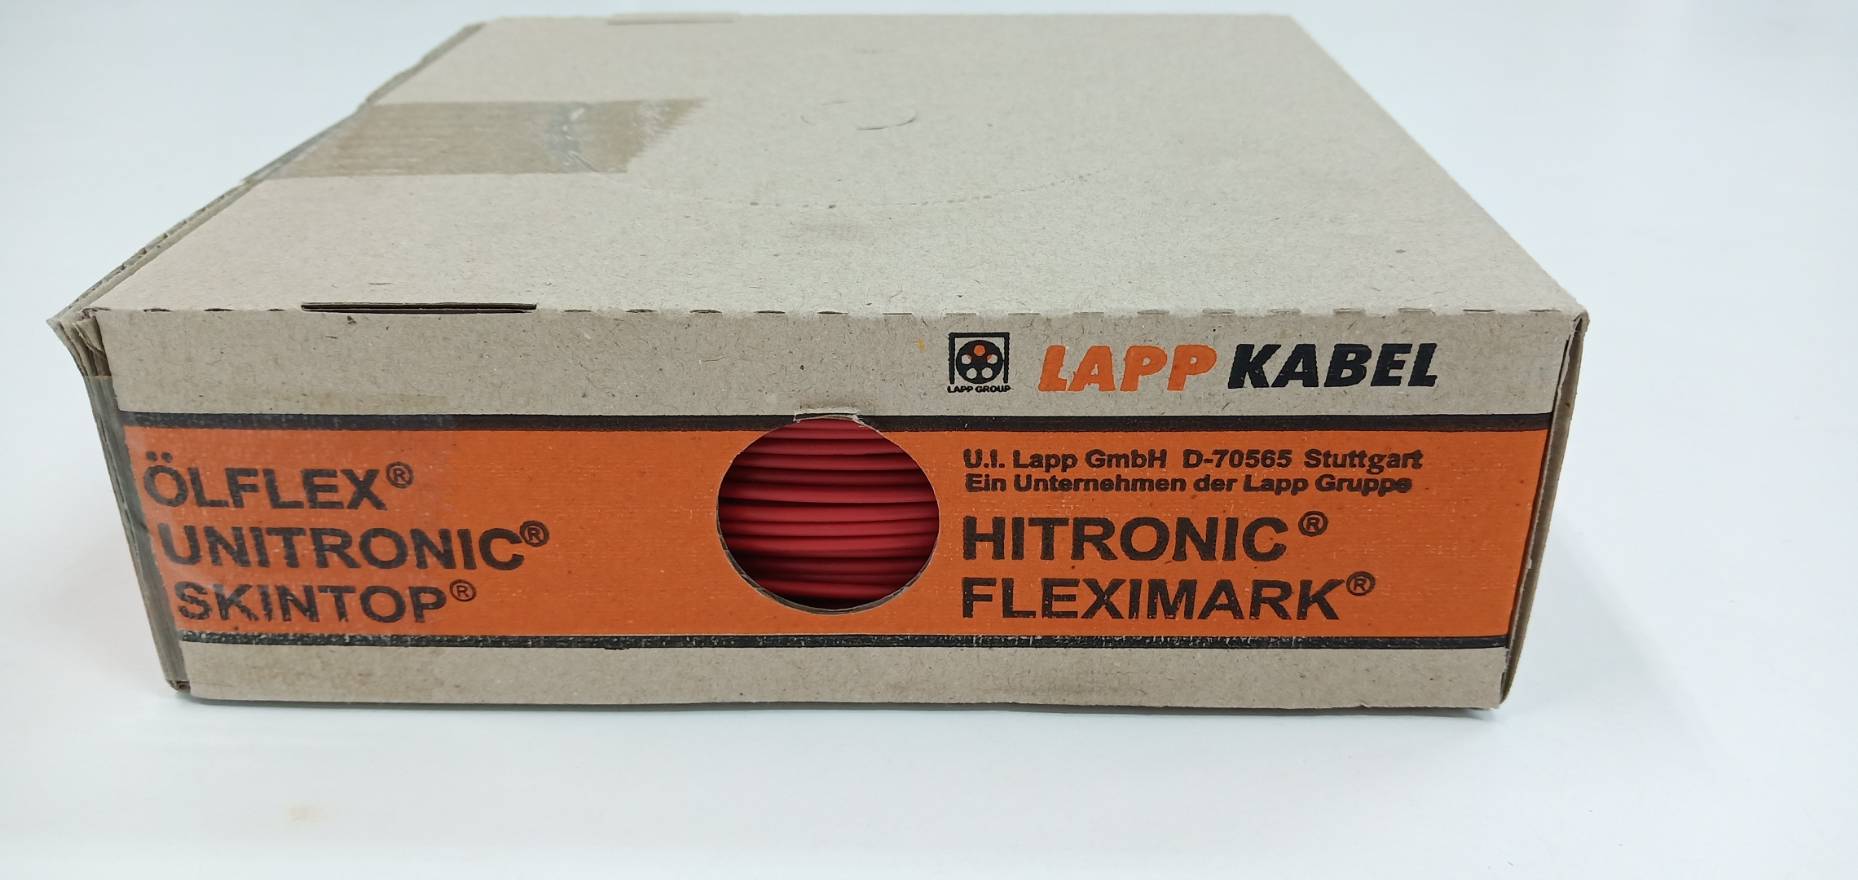 LAPP GROUP
LAPP KABEL
ÖLFLEX®
UNITRONIC®
SKINTOP®
U.I. Lapp GmbH D-70565 Stuttgart
Ein Unternehmen der Lapp Gruppe
HITRONIC®
FLEXIMARK®